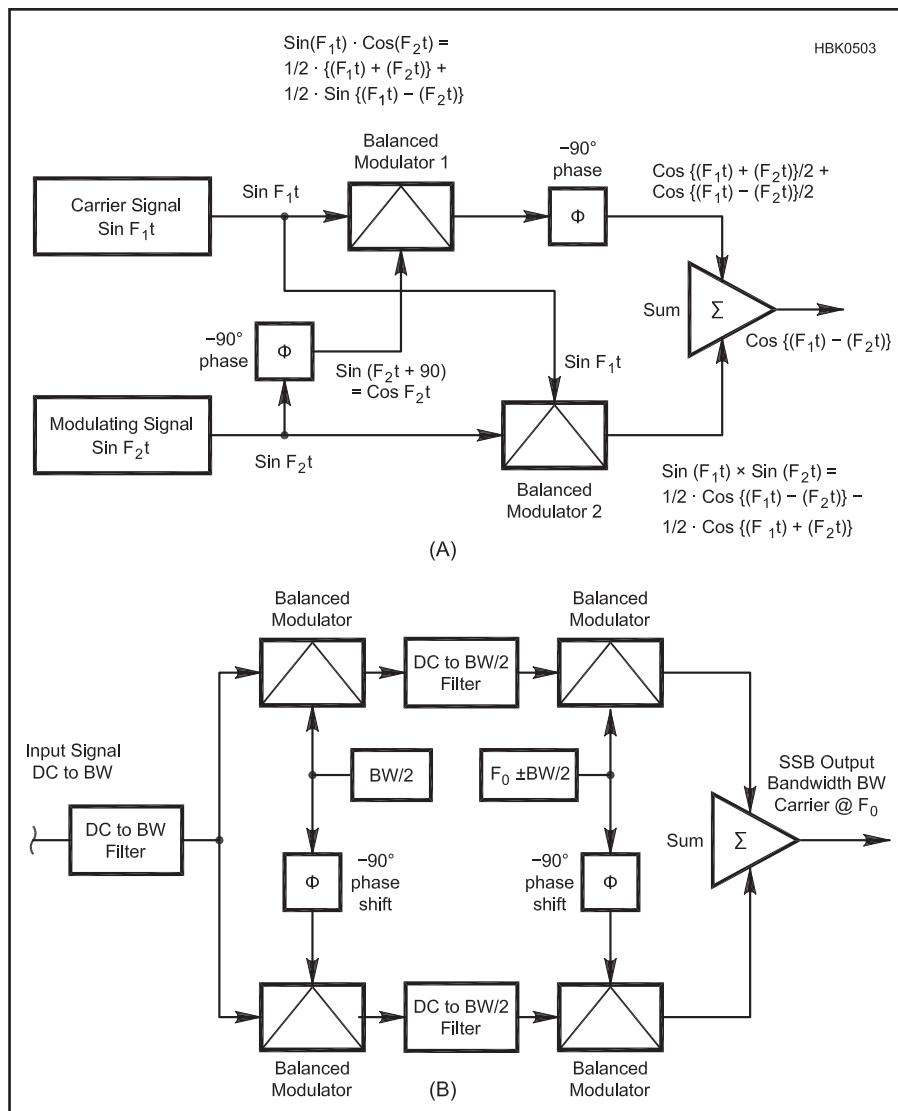 Sin(F₁t) · Cos(F₂t) =
1/2 · {(F₁t) + (F₂t)} +
1/2 · Sin {(F₁t) − (F₂t)}
HBK0503
Balanced
Modulator 1
−90°
phase
Cos {(F₁t) + (F₂t)}/2 +
Cos {(F₁t) − (F₂t)}/2
Carrier Signal
Sin F₁t
Sin F₁t
Φ
Sum
Σ
Cos {(F₁t) − (F₂t)}
−90°
phase
Φ
Sin (F₂t + 90)
= Cos F₂t
Sin F₁t
Modulating Signal
Sin F₂t
Sin F₂t
Balanced
Modulator 2
Sin (F₁t) × Sin (F₂t) =
1/2 · Cos {(F₁t) − (F₂t)} −
1/2 · Cos {(F ₁t) + (F₂t)}
(A)
Balanced
Modulator
Balanced
Modulator
DC to BW/2
Filter
Input Signal
DC to BW
BW/2
F₀ ±BW/2
SSB Output
Bandwidth BW
Carrier @ F₀
DC to BW
Filter
Sum
Σ
Φ
−90°
phase
shift
−90°
phase
shift
Φ
DC to BW/2
Filter
Balanced
Modulator
Balanced
Modulator
(B)